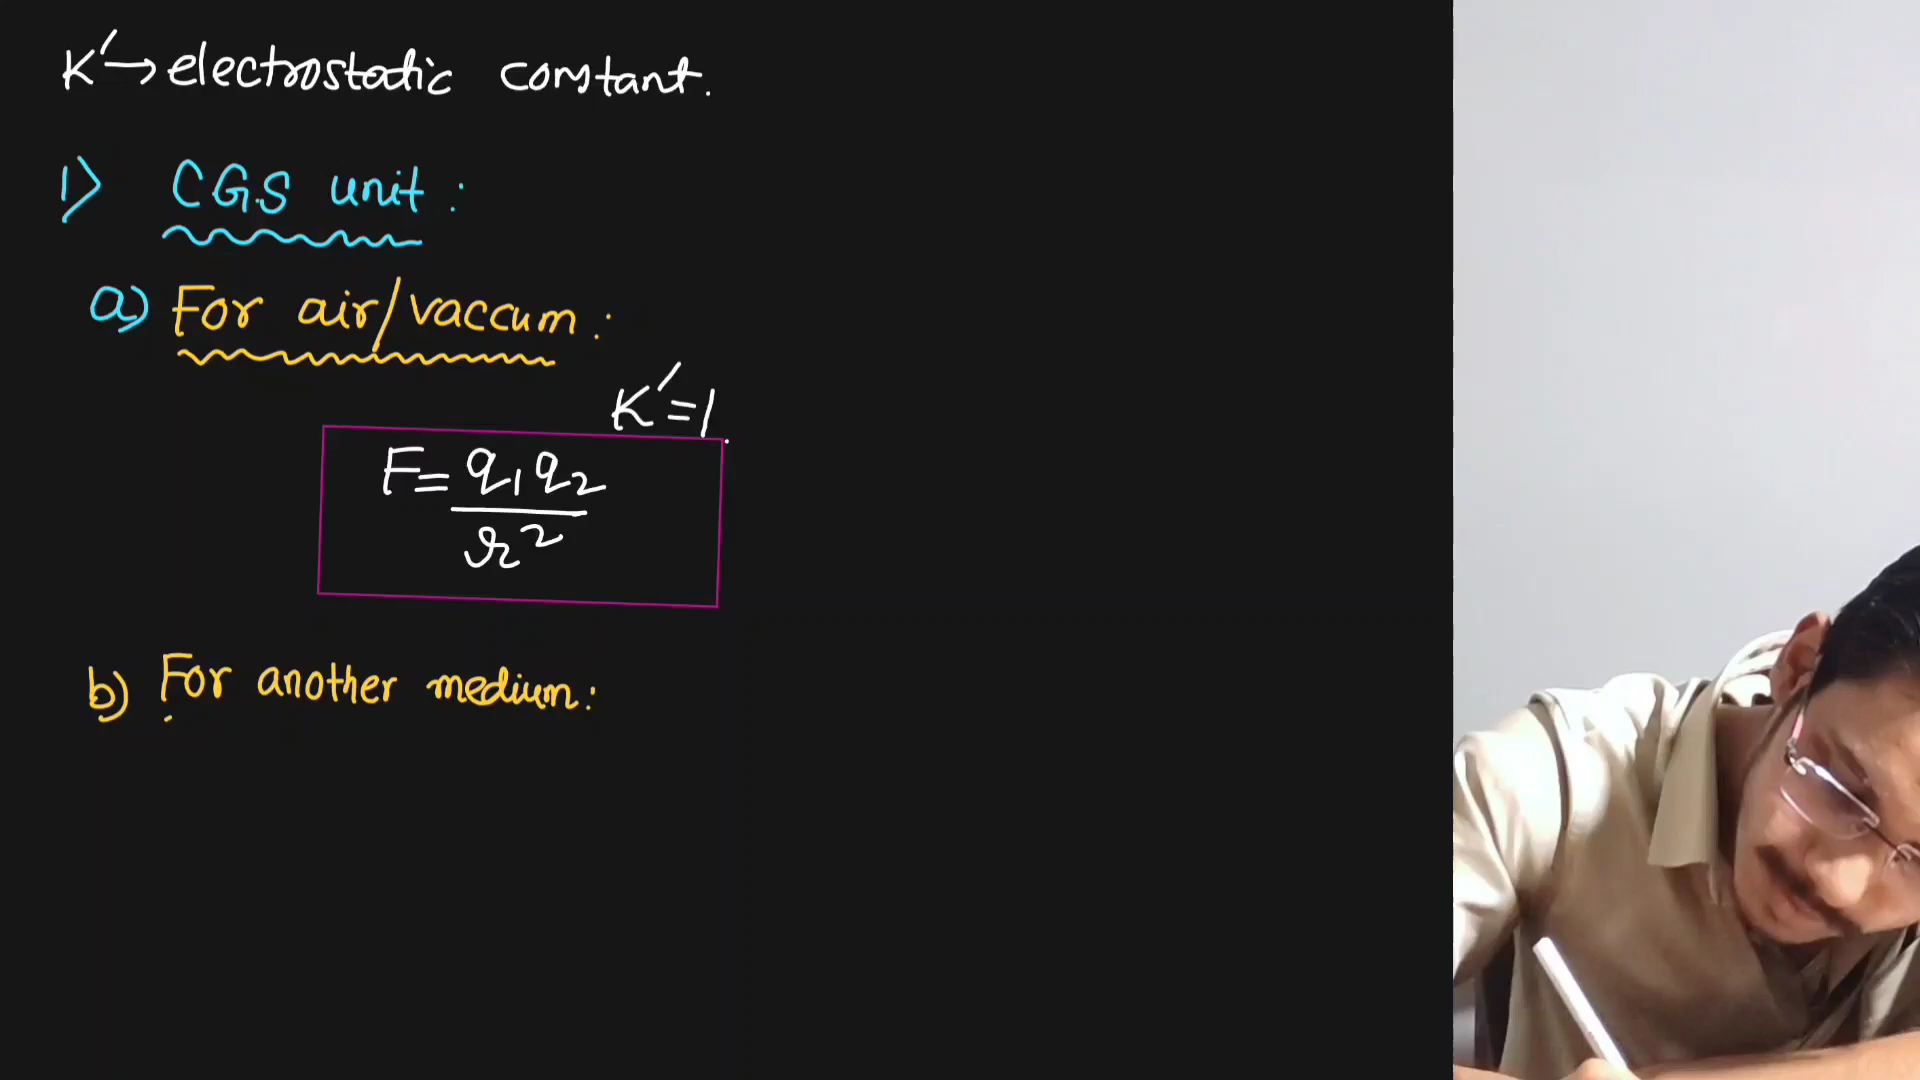 K′→electrostatic constant.
1) CGS unit :
a) For air/vaccum :
K′=1
F= q₁q₂
r²
b) For another medium: